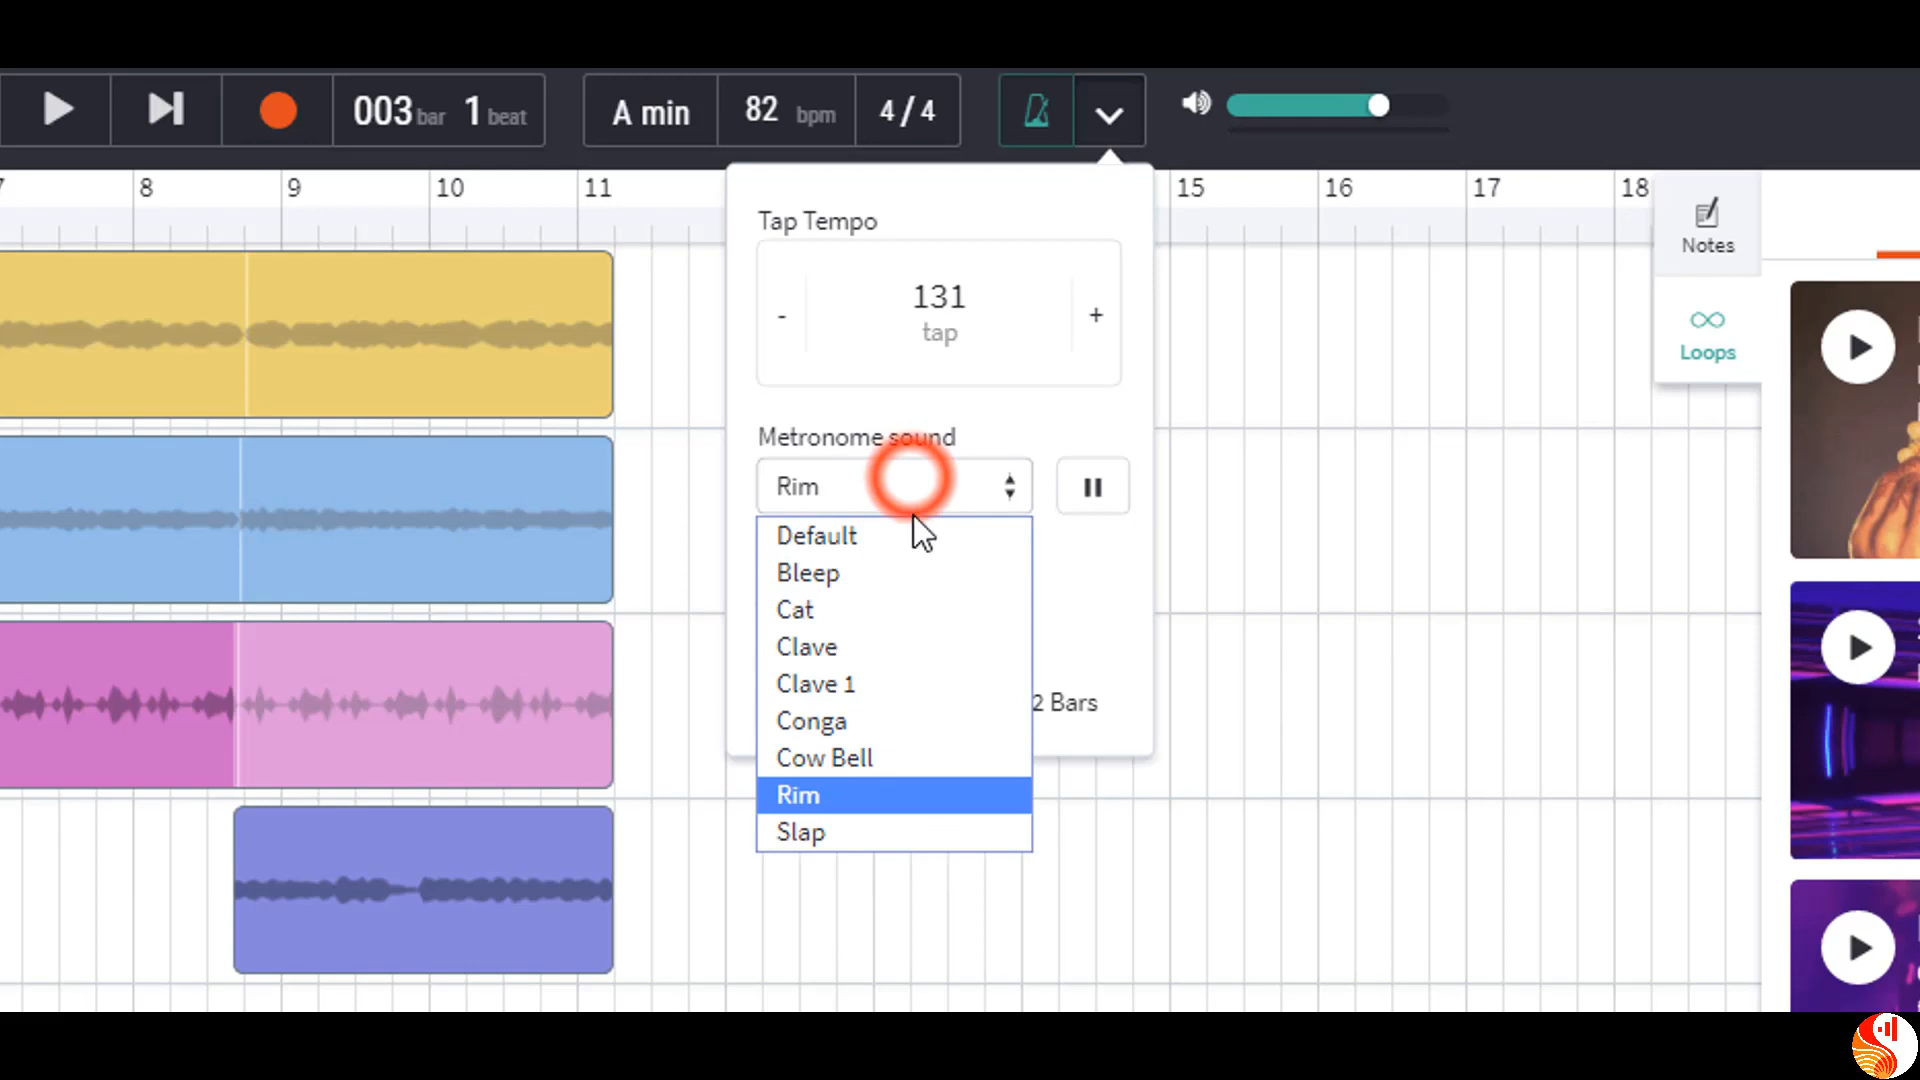 003 bar 1 beat
A min
82 bpm
4/4
8 9 10 11 15 16 17 18
Tap Tempo
-
131
tap
+
Metronome sound
Rim
Default
Bleep
Cat
Clave
Clave 1
Conga
Cow Bell
Rim
Slap
2 Bars
Notes
Loops